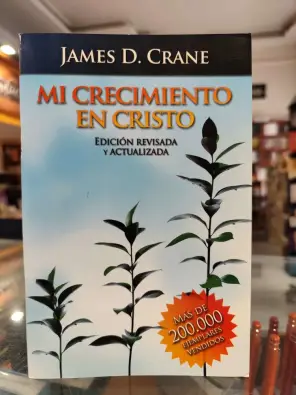 JAMES D. CRANE
MI CRECIMIENTO
EN CRISTO
EDICIÓN REVISADA
Y ACTUALIZADA
MÁS DE
200.000
EJEMPLARES
VENDIDOS